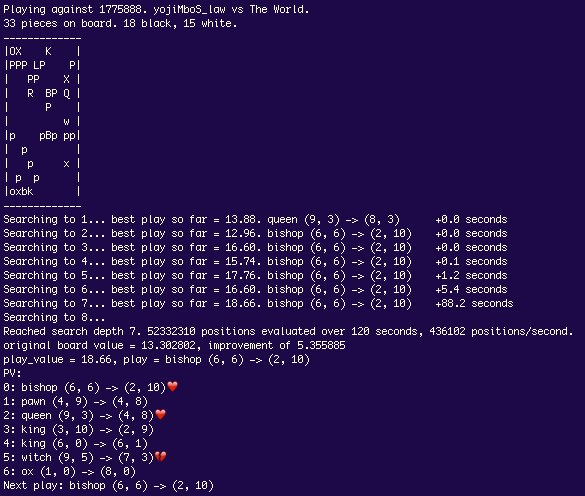 Playing against 1775888. yojiMboS_law vs The World.
33 pieces on board. 18 black, 15 white.
-------------
|OX    K    |
|PPP LP    P|
|   PP    X |
|   R  BP Q |
|      P    |
|         w |
|p    pBp pp|
|  p        |
|   p     x |
| p  p      |
|oxbk       |
-------------
Searching to 1... best play so far = 13.88. queen (9, 3) -> (8, 3)     +0.0 seconds
Searching to 2... best play so far = 12.96. bishop (6, 6) -> (2, 10)   +0.0 seconds
Searching to 3... best play so far = 16.60. bishop (6, 6) -> (2, 10)   +0.0 seconds
Searching to 4... best play so far = 15.74. bishop (6, 6) -> (2, 10)   +0.1 seconds
Searching to 5... best play so far = 17.76. bishop (6, 6) -> (2, 10)   +1.2 seconds
Searching to 6... best play so far = 16.60. bishop (6, 6) -> (2, 10)   +5.4 seconds
Searching to 7... best play so far = 18.66. bishop (6, 6) -> (2, 10)   +88.2 seconds
Searching to 8...
Reached search depth 7. 52332310 positions evaluated over 120 seconds, 436102 positions/second.
original board value = 13.302802, improvement of 5.355885
play_value = 18.66, play = bishop (6, 6) -> (2, 10)
PV:
0: bishop (6, 6) -> (2, 10)❤️
1: pawn (4, 9) -> (4, 8)
2: queen (9, 3) -> (4, 8)❤️
3: king (3, 10) -> (2, 9)
4: king (6, 0) -> (6, 1)
5: witch (9, 5) -> (7, 3)💔
6: ox (1, 0) -> (8, 0)
Next play: bishop (6, 6) -> (2, 10)